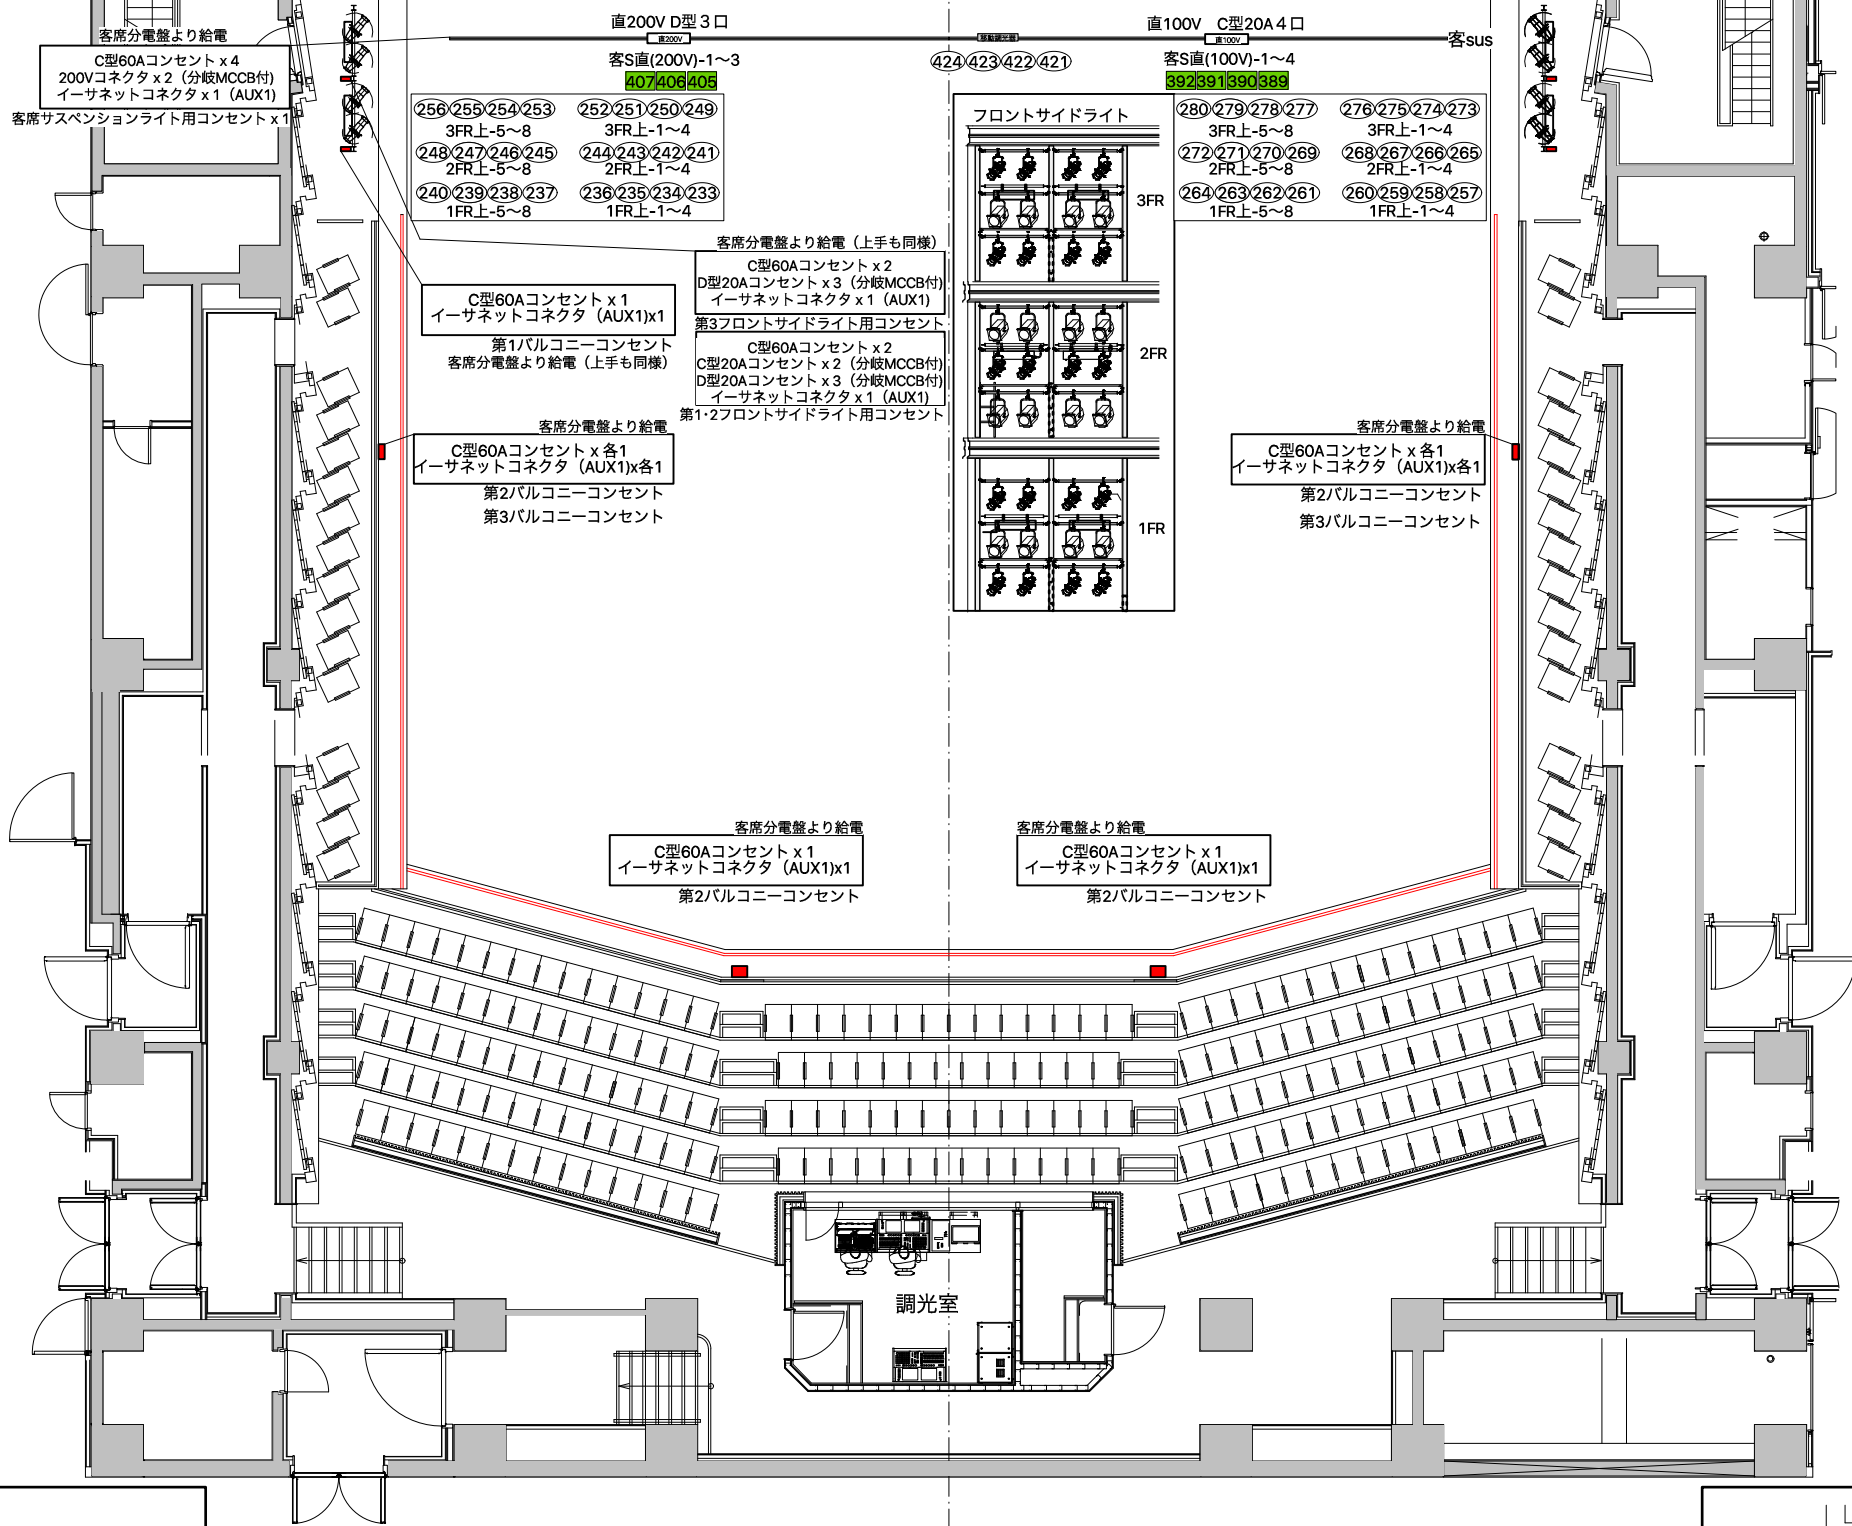 直200V D型３口
直100V　C型20A４口
客席分電盤より給電
C型60Aコンセント x 4
200Vコネクタ x 2（分岐MCCB付）
イーサネットコネクタ x 1（AUX1）
客席サスペンションライト用コンセント x 1
直200V
移動調光器
直100V
客sus
客S直(200V)-1〜3
407 406 405
424 423 422 421
客S直(100V)-1〜4
392 391 390 389
256 255 254 253
252 251 250 249
3FR上-5〜8
3FR上-1〜4
248 247 246 245
244 243 242 241
2FR上-5〜8
2FR上-1〜4
240 239 238 237
236 235 234 233
1FR上-5〜8
1FR上-1〜4
フロントサイドライト
3FR
2FR
1FR
280 279 278 277
276 275 274 273
3FR上-5〜8
3FR上-1〜4
272 271 270 269
268 267 266 265
2FR上-5〜8
2FR上-1〜4
264 263 262 261
260 259 258 257
1FR上-5〜8
1FR上-1〜4
客席分電盤より給電（上手も同様）
C型60Aコンセント x 2
D型20Aコンセント x 3（分岐MCCB付）
イーサネットコネクタ x 1（AUX1）
第3フロントサイドライト用コンセント
C型60Aコンセント x 1
イーサネットコネクタ（AUX1)x1
第1バルコニーコンセント
客席分電盤より給電（上手も同様）
C型60Aコンセント x 2
C型20Aコンセント x 2（分岐MCCB付）
D型20Aコンセント x 3（分岐MCCB付）
イーサネットコネクタ x 1（AUX1）
第1･2フロントサイドライト用コンセント
客席分電盤より給電
C型60Aコンセント x 各1
イーサネットコネクタ（AUX1)x各1
第2バルコニーコンセント
第3バルコニーコンセント
客席分電盤より給電
C型60Aコンセント x 各1
イーサネットコネクタ（AUX1)x各1
第2バルコニーコンセント
第3バルコニーコンセント
客席分電盤より給電
C型60Aコンセント x 1
イーサネットコネクタ（AUX1)x1
第2バルコニーコンセント
客席分電盤より給電
C型60Aコンセント x 1
イーサネットコネクタ（AUX1)x1
第2バルコニーコンセント
調光室